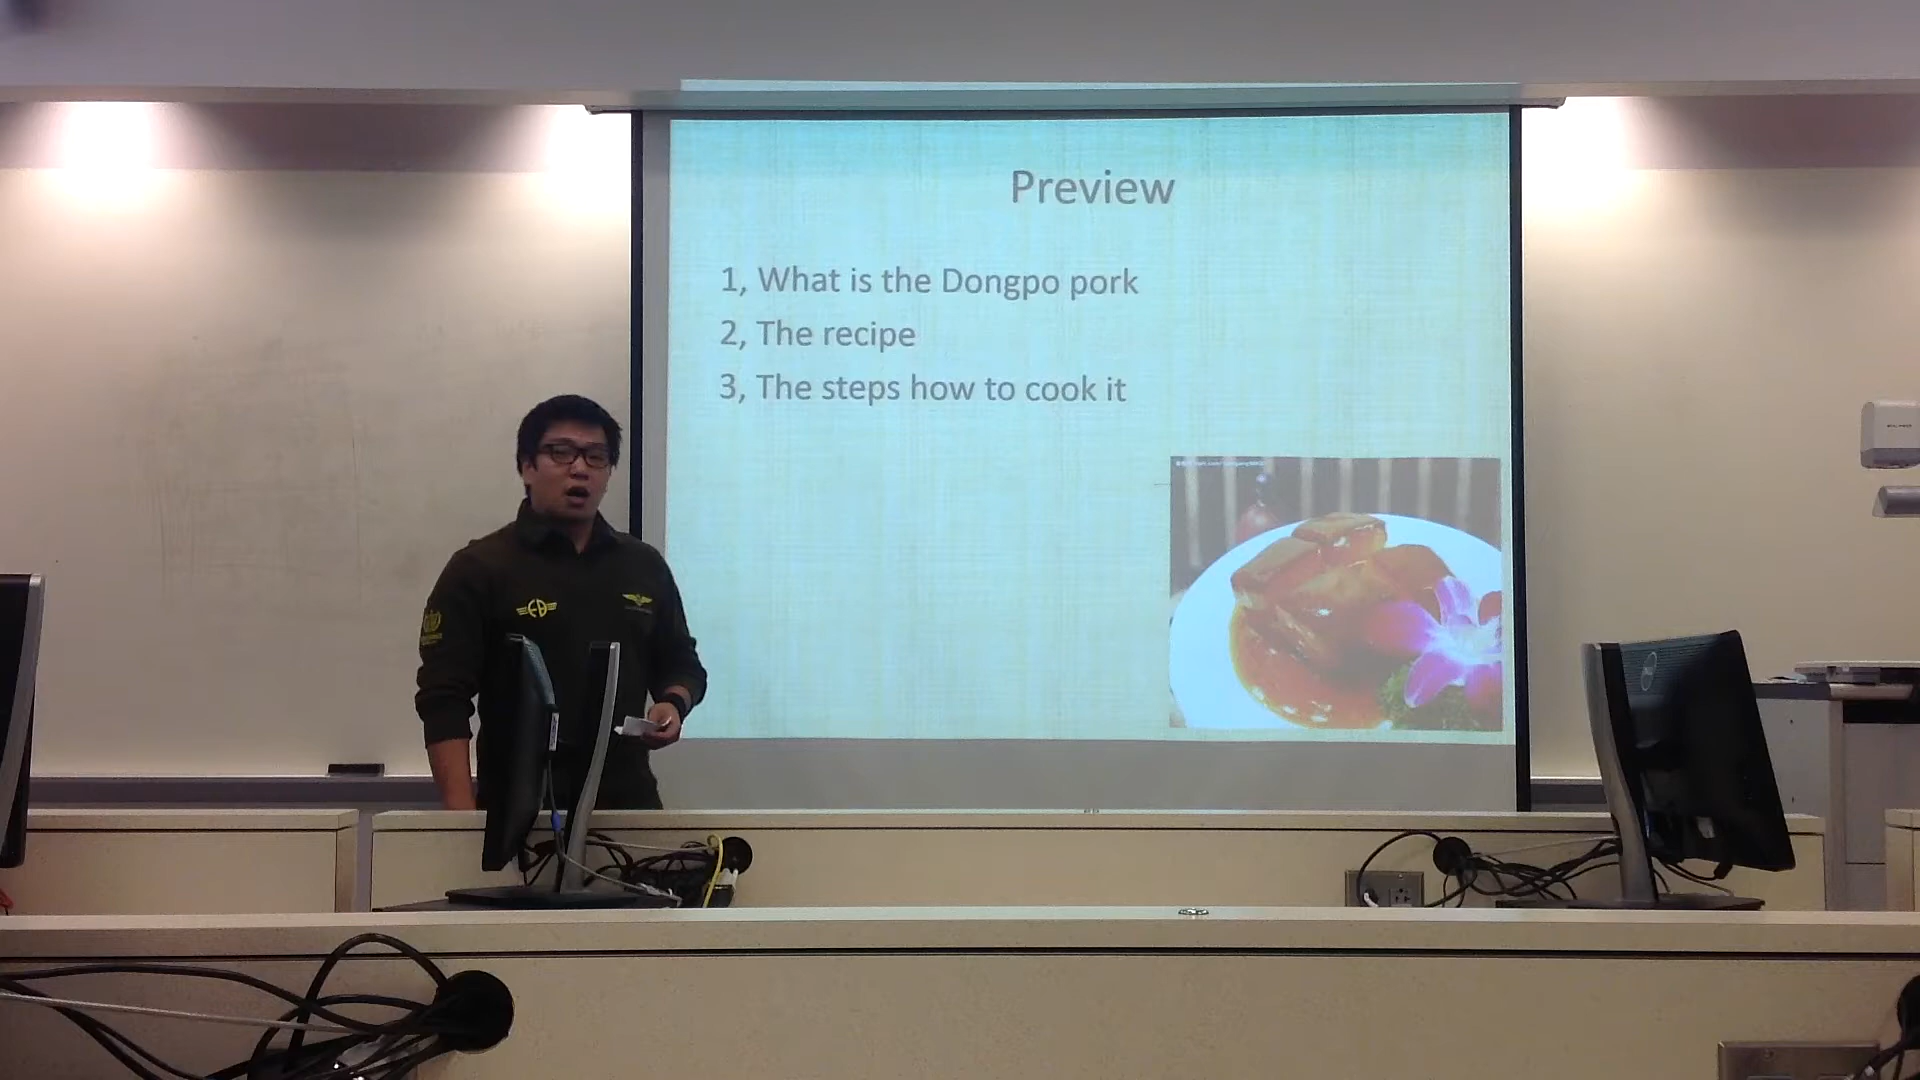 Preview
1, What is the Dongpo pork
2, The recipe
3, The steps how to cook it